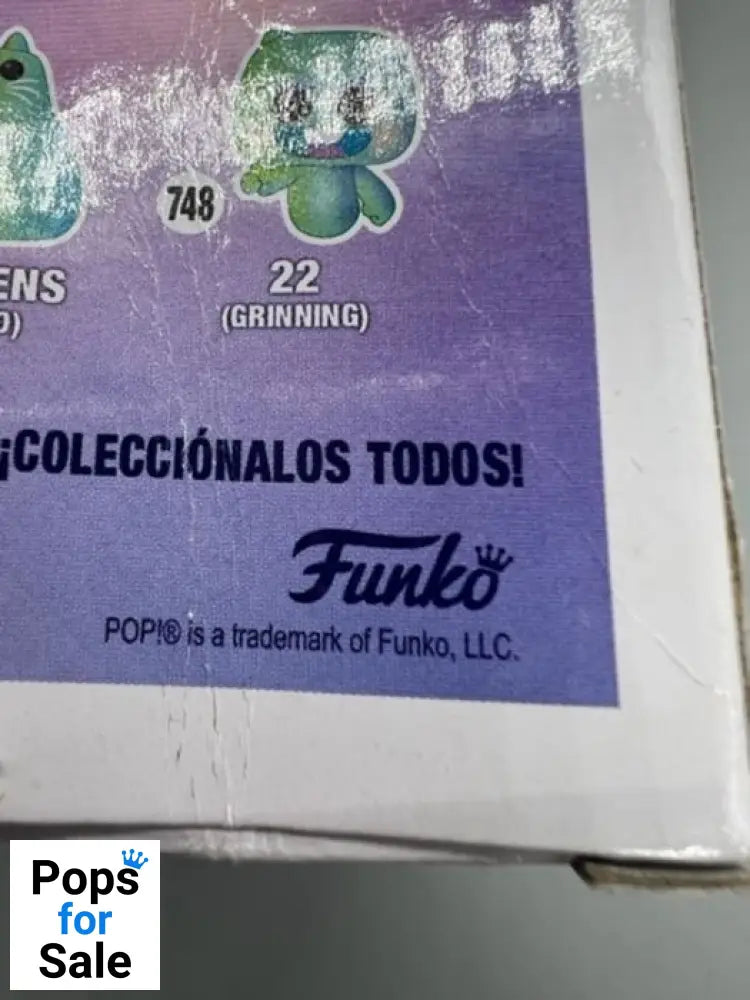 748
ENS
22
(GRINNING)
¡COLECCIÓNALOS TODOS!
Funko
POP!® is a trademark of Funko, LLC.
Pops
for
Sale